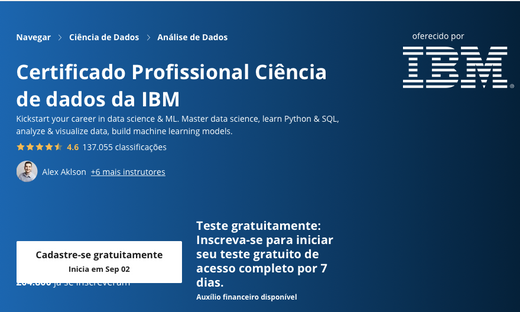 Navegar > Ciência de Dados > Análise de Dados
oferecido por
IBM®
Certificado Profissional Ciência
de dados da IBM
Kickstart your career in data science & ML. Master data science, learn Python & SQL,
analyze & visualize data, build machine learning models.
4.6 137.055 classificações
Alex Aklson +6 mais instrutores
Cadastre-se gratuitamente
Inicia em Sep 02
já se inscreveram
Teste gratuitamente:
Inscreva-se para iniciar
seu teste gratuito de
acesso completo por 7
dias.
Auxílio financeiro disponível